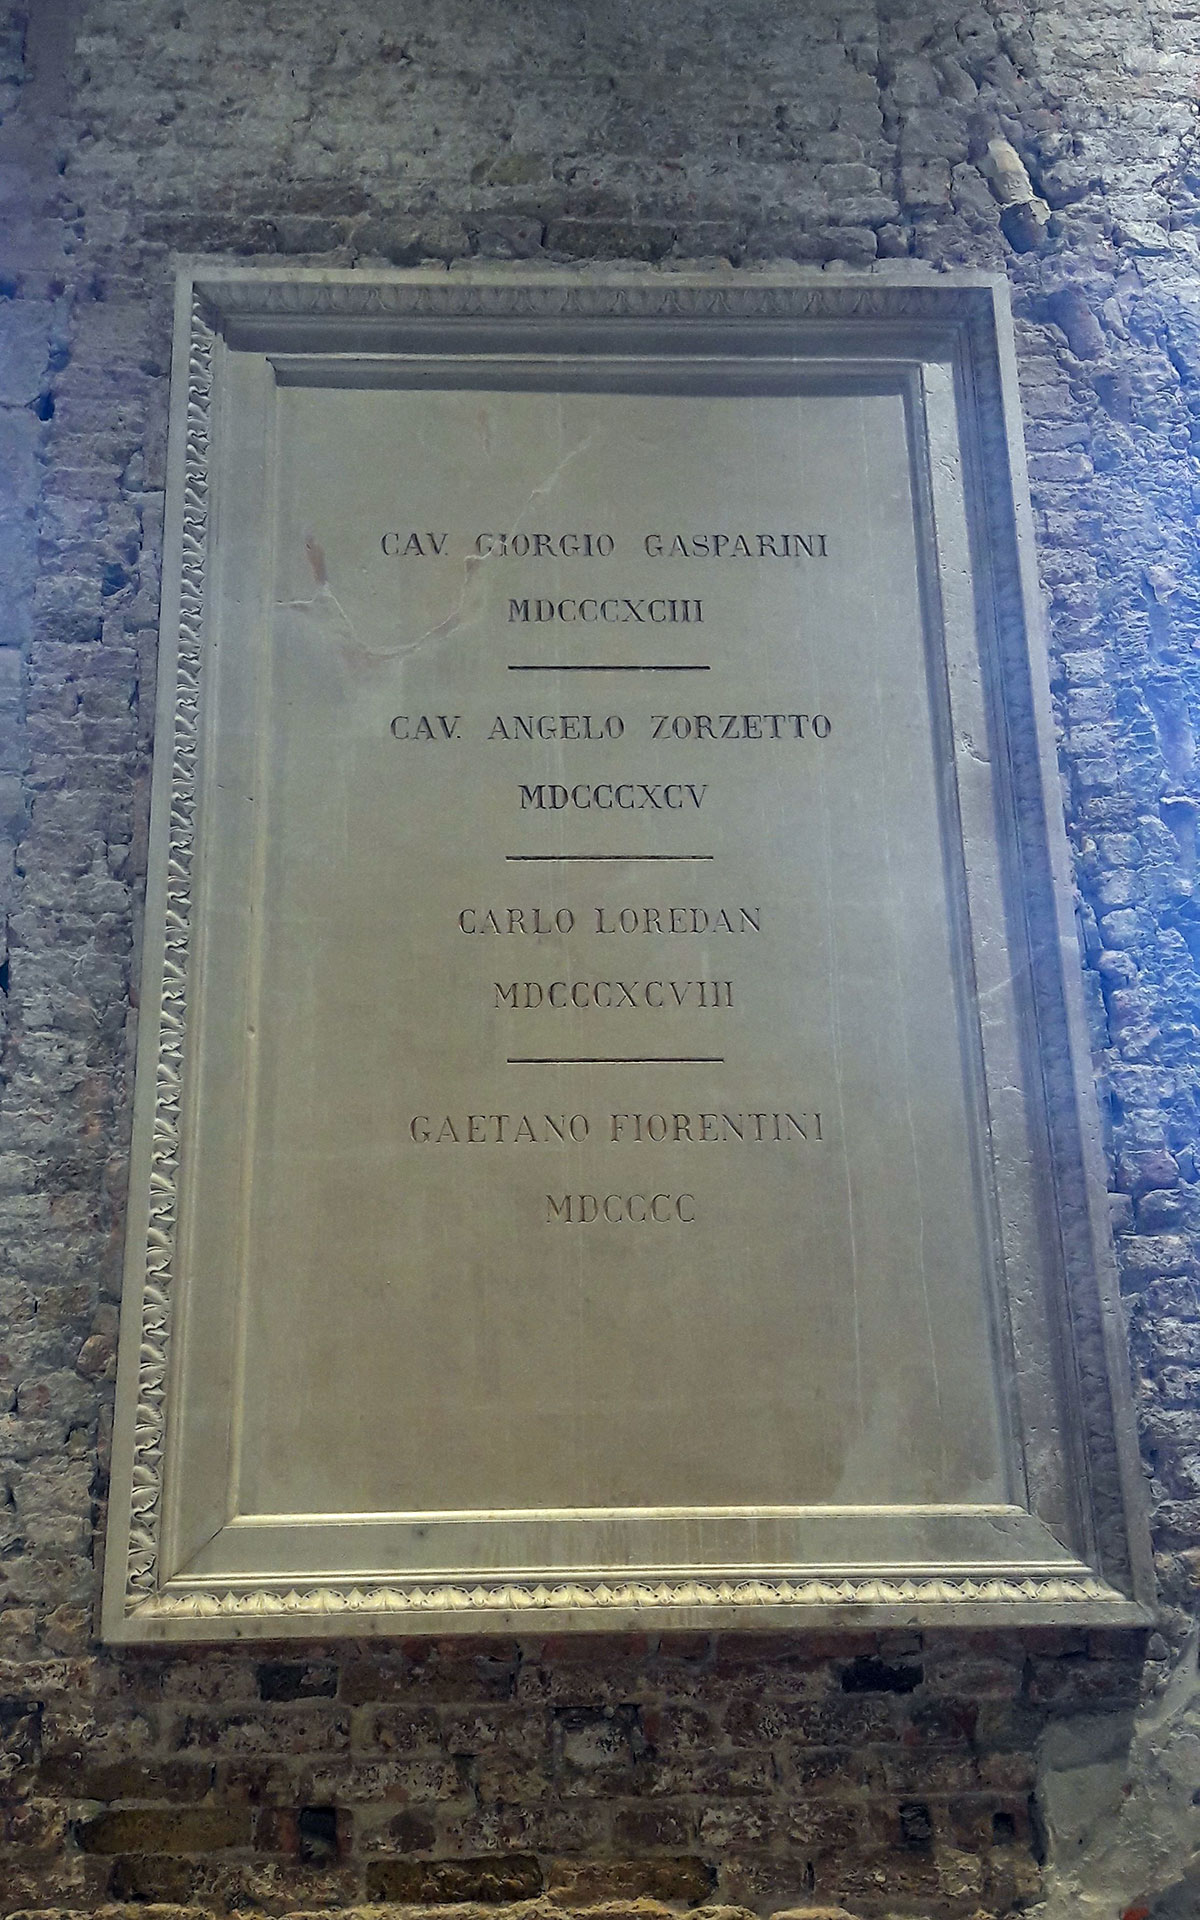 CAV. GIORGIO GASPARINI
MDCCCXCIII
CAV. ANGELO ZORZETTO
MDCCCXCV
CARLO LOREDAN
MDCCCXCVIII
GAETANO FIORENTINI
MDCCCC